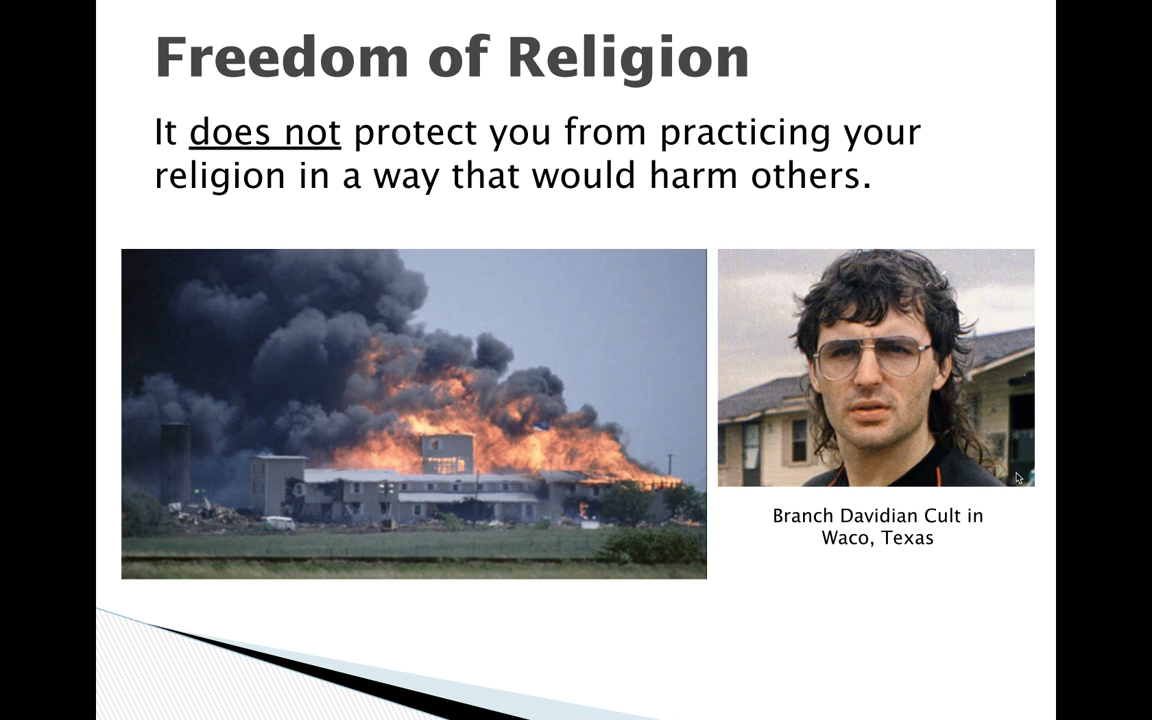 Freedom of Religion
It does not protect you from practicing your
religion in a way that would harm others.
Branch Davidian Cult in
Waco, Texas